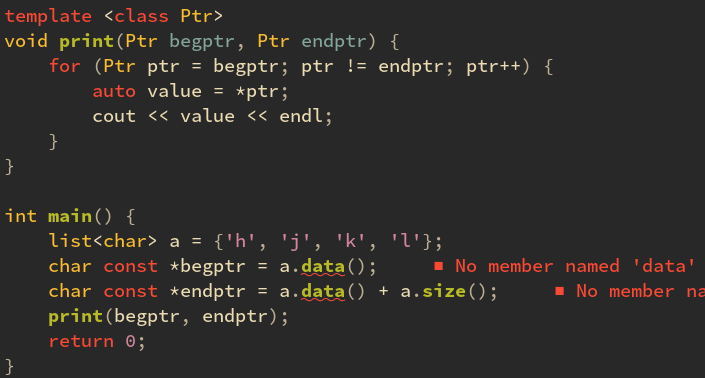 template <class Ptr>
void print(Ptr begptr, Ptr endptr) {
    for (Ptr ptr = begptr; ptr != endptr; ptr++) {
        auto value = *ptr;
        cout << value << endl;
    }
}

int main() {
    list<char> a = {'h', 'j', 'k', 'l'};
    char const *begptr = a.data();     ■ No member named 'data'
    char const *endptr = a.data() + a.size();     ■ No member na
    print(begptr, endptr);
    return 0;
}